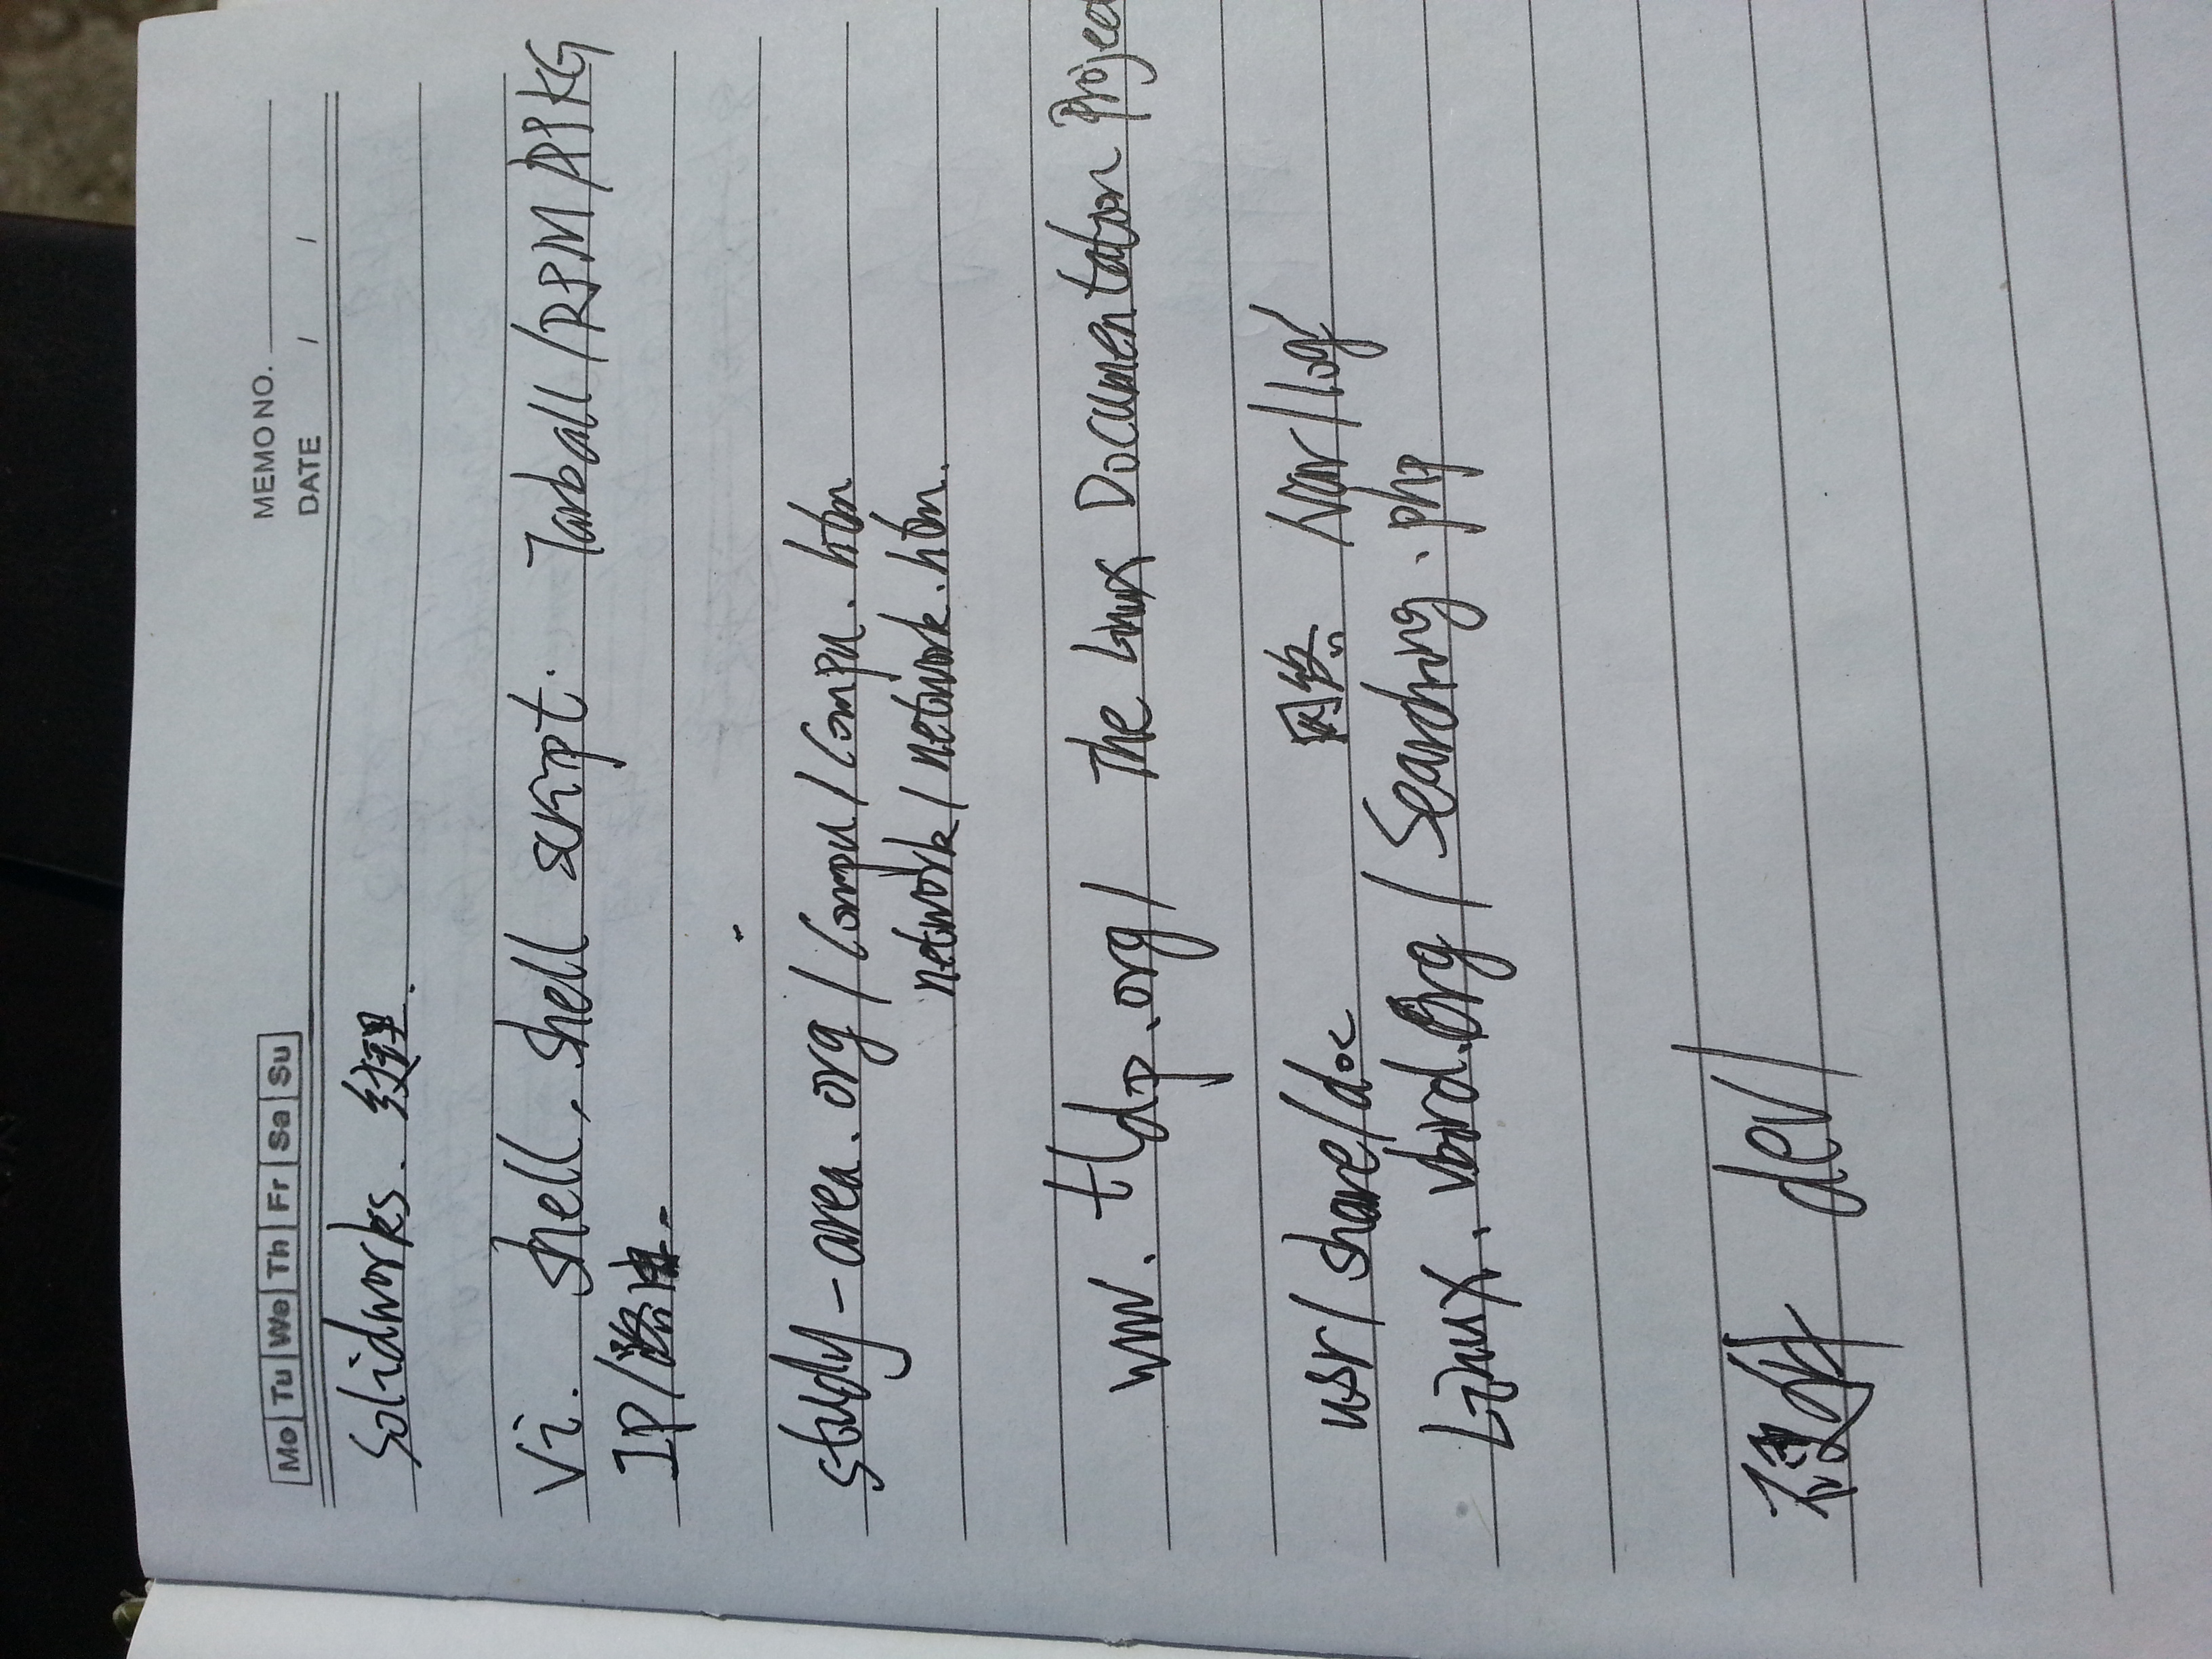 Mo Tu We Th Fr Sa Su
MEMO NO.
DATE / /
Solidworks. 纹理.
Vi. shell, shell script. Tarball/RPM/DPKG
IP/路由.
study-area.org/compu/compu.htm
network/network.htm.
www.tldp.org/ The Linux Documentation Projec
usr/share/doc 网络 /var/log
Linux.vbird.org/Searching.php
硬件 dev/